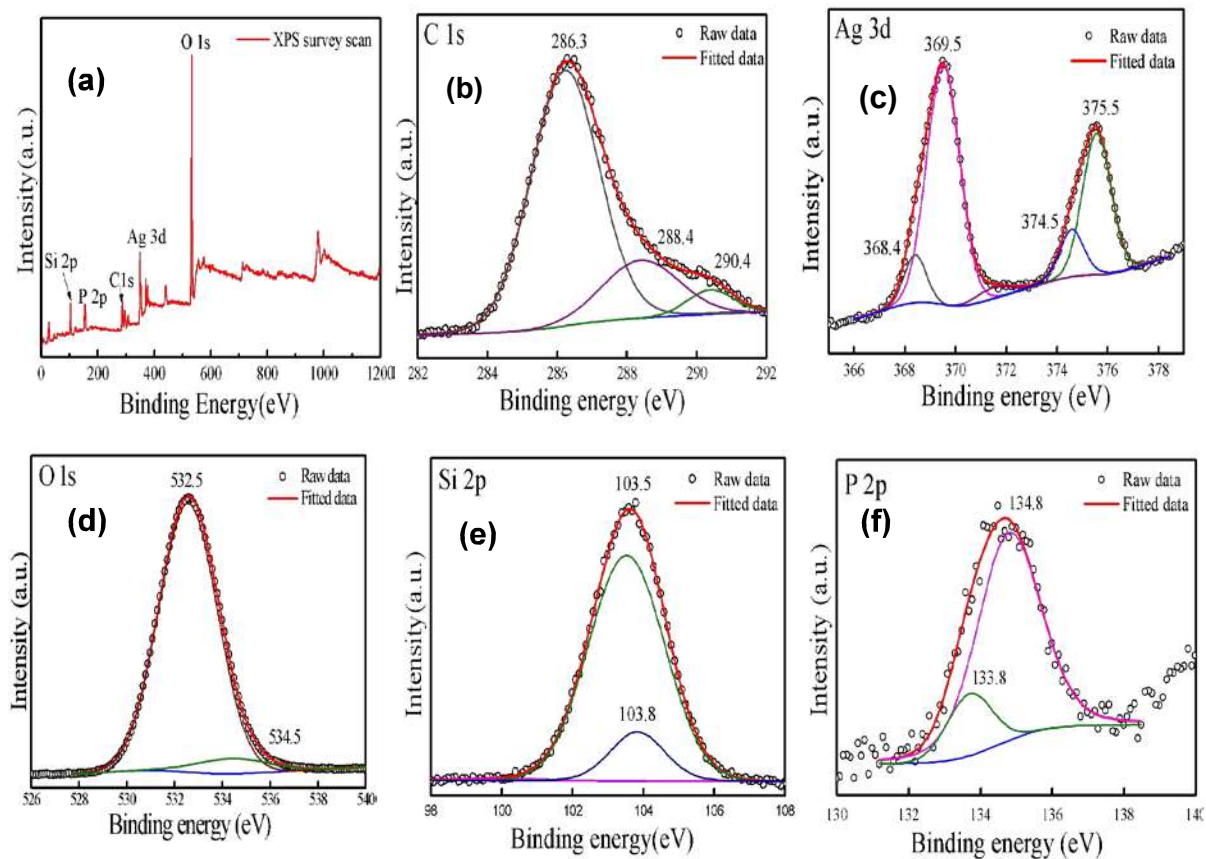 (a)
O 1s
XPS survey scan
Ag 3d
Si 2p
P 2p
C1s
Intensity (a.u.)
0 200 400 600 800 1000 1200
Binding Energy(eV)
C 1s
286.3
Raw data
Fitted data
(b)
288.4
290.4
Intensity (a.u.)
282 284 286 288 290 292
Binding energy (eV)
Ag 3d
369.5
Raw data
Fitted data
(c)
375.5
374.5
368.4
Intensity (a.u.)
366 368 370 372 374 376 378
Binding energy (eV)
O 1s
532.5
Raw data
Fitted data
(d)
534.5
Intensity (a.u.)
526 530 532 534 536 540
Binding energy (eV)
Si 2p
103.5
Raw data
Fitted data
(e)
103.8
Intensity (a.u.)
98 100 102 104 106 108
Binding energy (eV)
P 2p
134.8
Raw data
Fitted data
(f)
133.8
Intensity (a.u.)
130 132 134 136 138 140
Binding energy (eV)